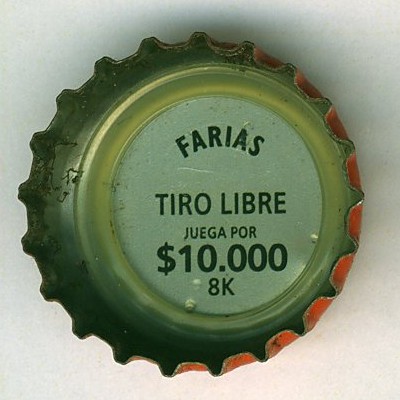 FARIAS
TIRO LIBRE
JUEGA POR
$10.000
8K